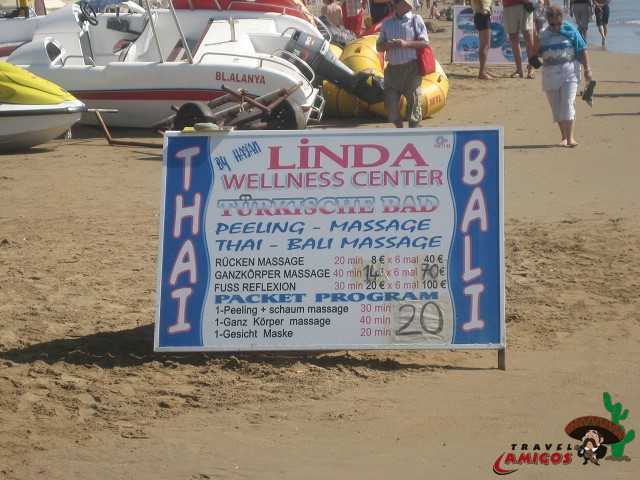 BL.ALANYA
THAI
By HASAN
LiNDA
WELLNESS CENTER
TÜRKISCHE BAD
PEELING - MASSAGE
THAI - BALI MASSAGE
RÜCKEN MASSAGE 20 min 8 € x 6 mal 40 €
GANZKÖRPER MASSAGE 40 min 14 x 6 mal 70 €
FUSS REFLEXION 30 min 20 € x 6 mal 100 €
PACKET PROGRAM
1-Peeling + schaum massage 30 min
1-Ganz Körper massage 40 min
1-Gesicht Maske 20 min
20
BALI
TRAVEL
AMIGOS